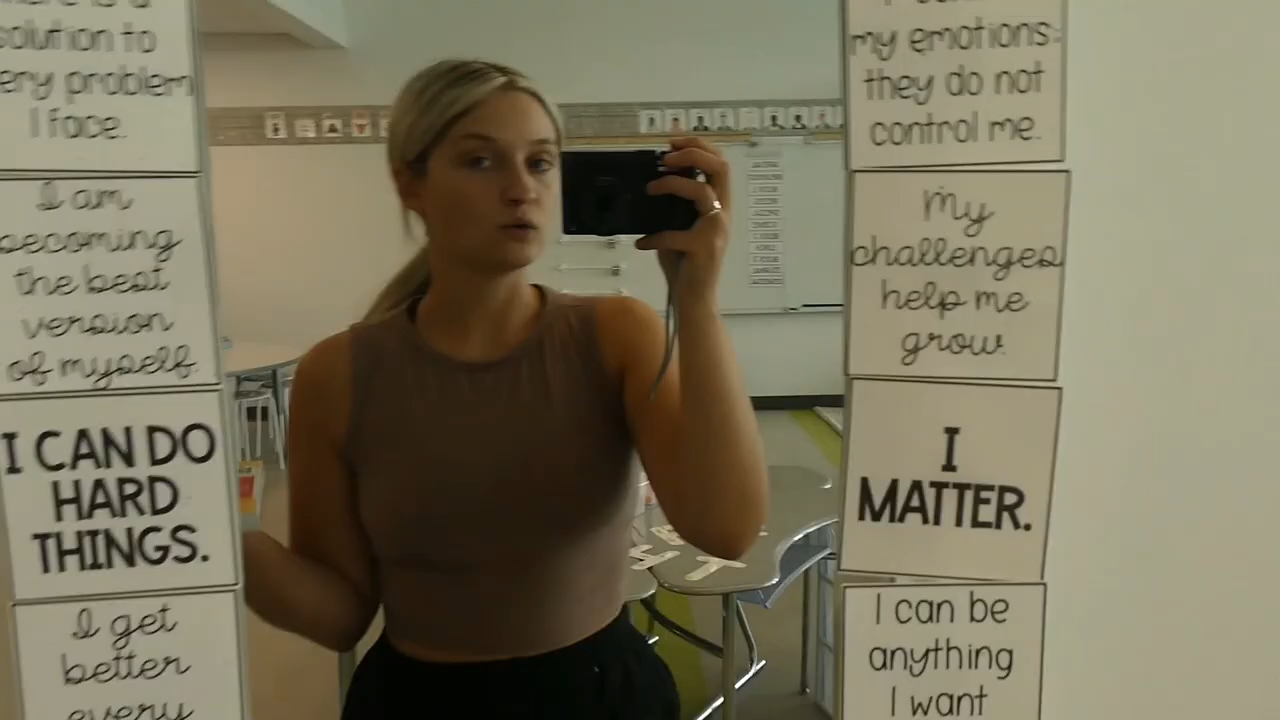 solution to
problem
I face.
I am
becoming
the best
version
of myself.
I CAN DO
HARD
THINGS.
I get
better
every
my emotions;
they do not
control me.
My
challenges
help me
grow.
I
MATTER.
I can be
anything
I want